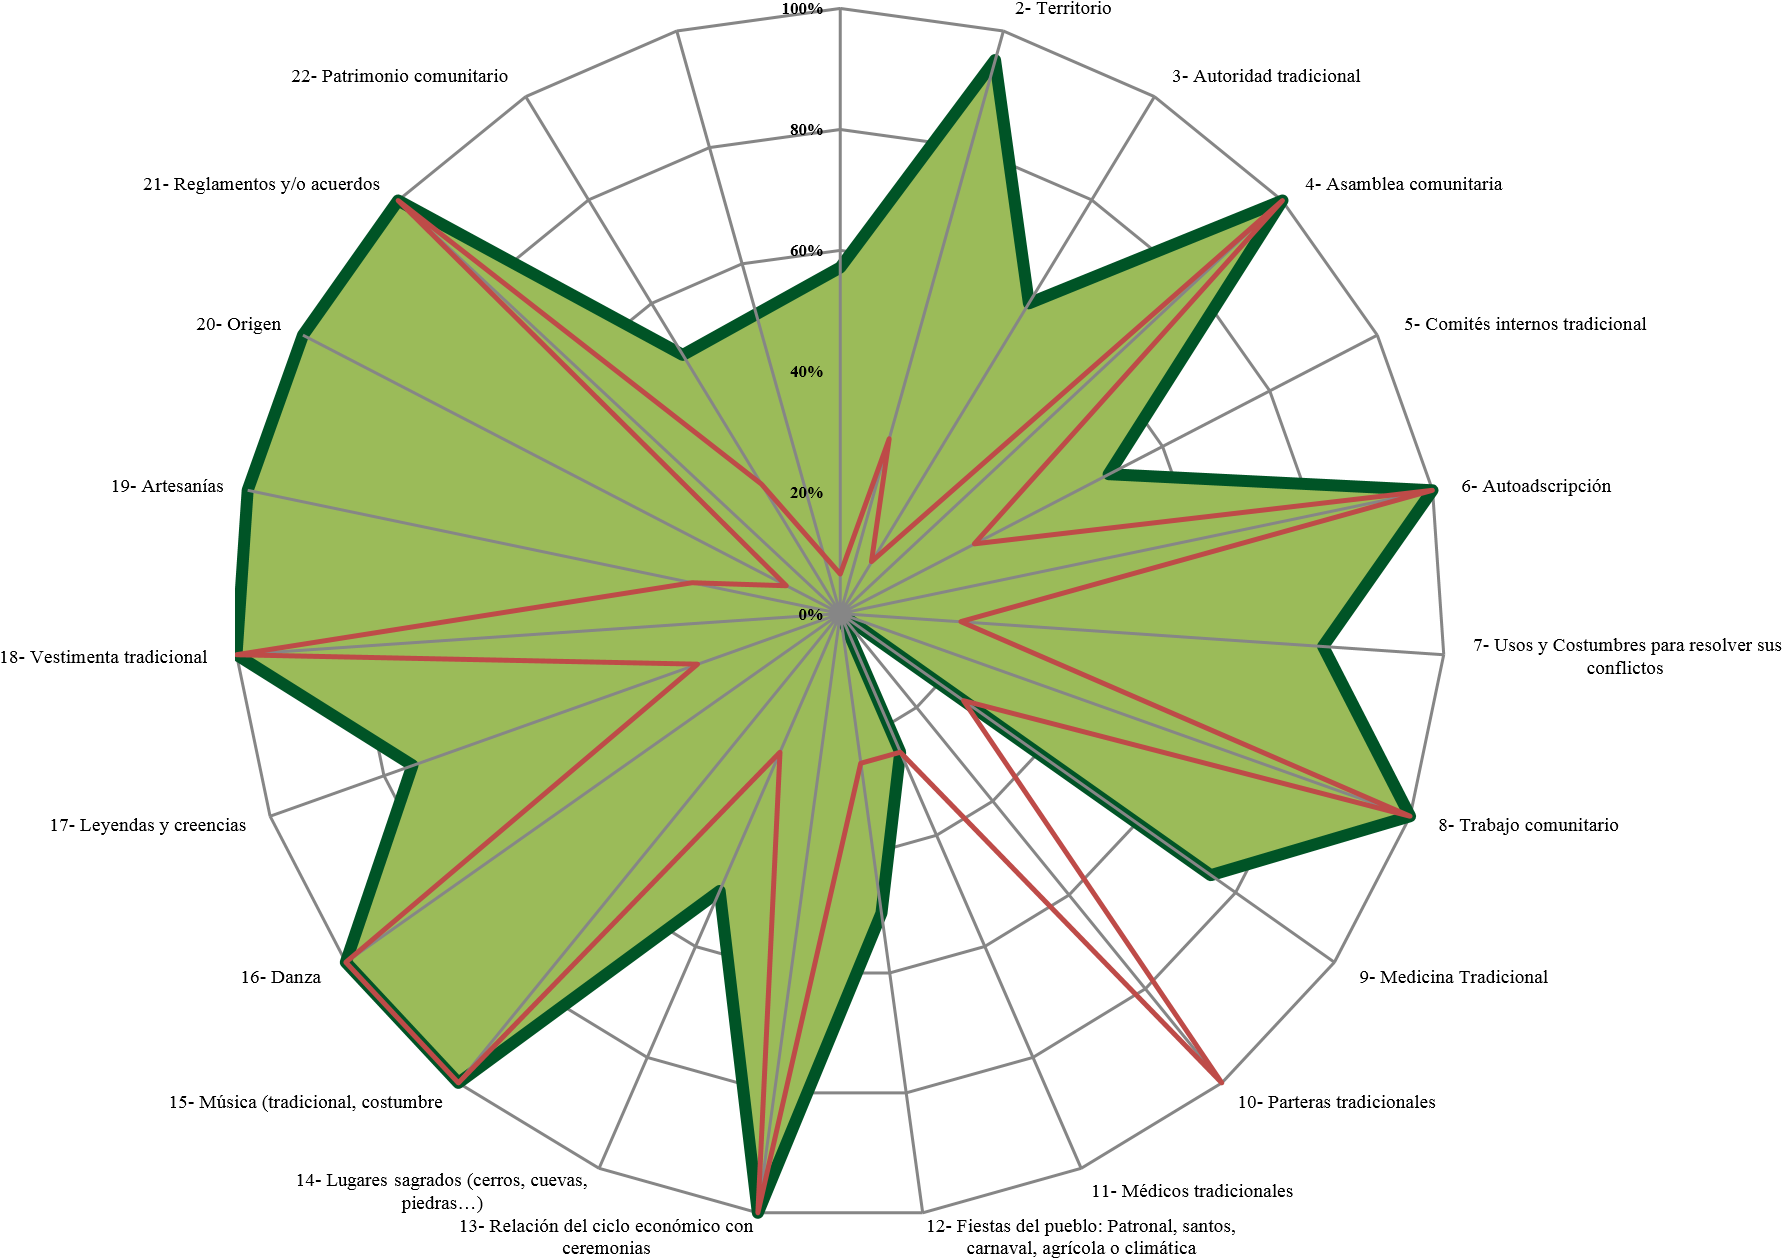 100%
2- Territorio
22- Patrimonio comunitario
3- Autoridad tradicional
80%
21- Reglamentos y/o acuerdos
4- Asamblea comunitaria
60%
20- Origen
5- Comités internos tradicional
40%
19- Artesanías
20%
6- Autoadscripción
0%
18- Vestimenta tradicional
7- Usos y Costumbres para resolver sus
conflictos
17- Leyendas y creencias
8- Trabajo comunitario
16- Danza
9- Medicina Tradicional
15- Música (tradicional, costumbre
10- Parteras tradicionales
14- Lugares sagrados (cerros, cuevas,
piedras…)
11- Médicos tradicionales
13- Relación del ciclo económico con
ceremonias
12- Fiestas del pueblo: Patronal, santos,
carnaval, agrícola o climática